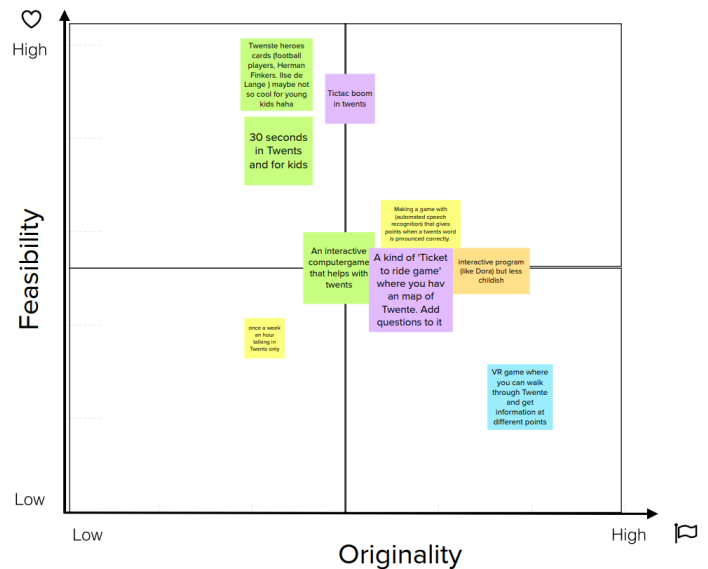 High
Feasibility
Low
Low
High
Originality
Twenste heroes
cards (football
players, Herman
Finkers. Ilse de
Lange ) maybe not
so cool for young
kids haha
Tictac boom
in twents
30 seconds
in Twents
and for kids
Making a game with
(automated speech
recognition) that gives
points when a twents word
is prnounced correctly.
An interactive
computergame
that helps with
twents
A kind of 'Ticket
to ride game'
where you hav
an map of
Twente. Add
questions to it
interactive program
(like Dora) but less
childish
once a week
an hour
talking in
Twents only
VR game where
you can walk
through Twente
and get
information at
different points